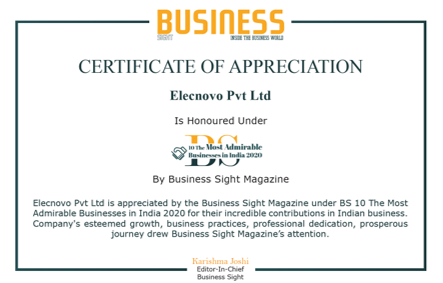 BUSINESS
SIGHT INSIDE THE BUSINESS WORLD
CERTIFICATE OF APPRECIATION
Elecnovo Pvt Ltd
Is Honoured Under
BS
10 The Most Admirable
Businesses in India 2020
By Business Sight Magazine
Elecnovo Pvt Ltd is appreciated by the Business Sight Magazine under BS 10 The Most
Admirable Businesses in India 2020 for their incredible contributions in Indian business.
Company's esteemed growth, business practices, professional dedication, prosperous
journey drew Business Sight Magazine's attention.
Karishma Joshi
Editor-In-Chief
Business Sight